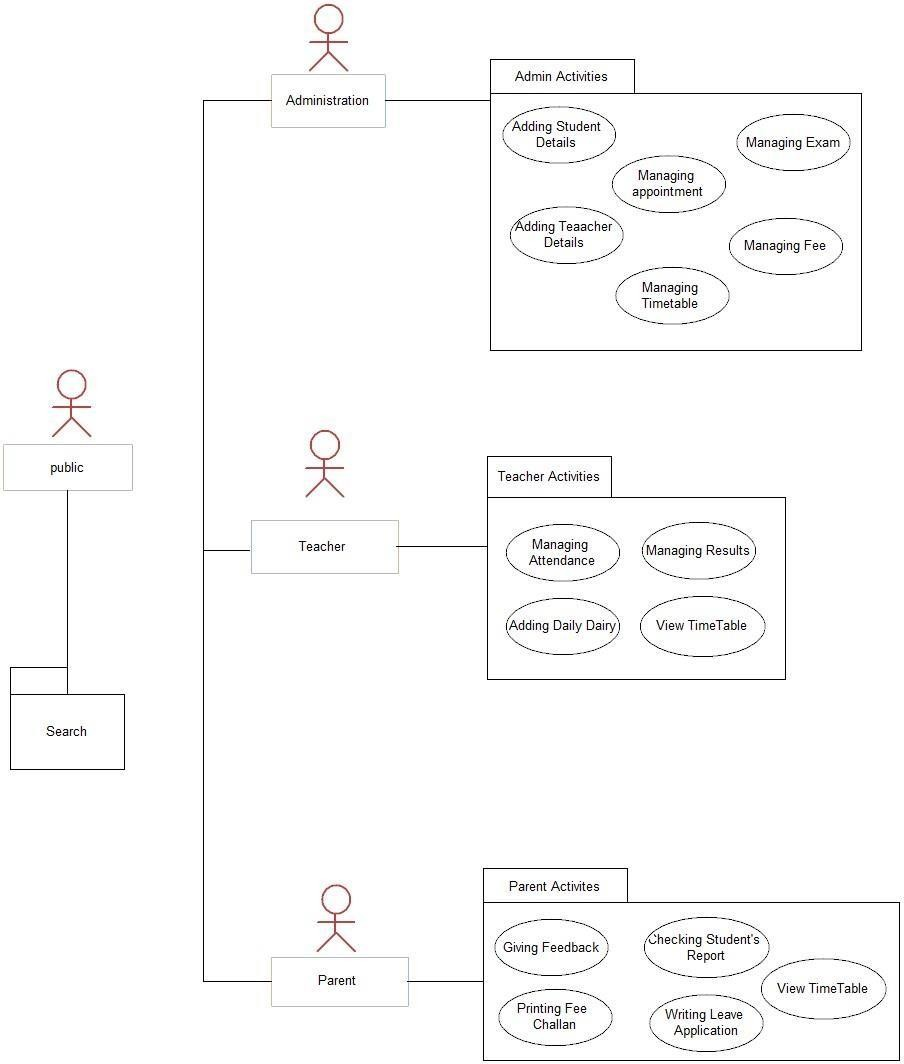 Administration
Admin Activities
Adding Student
Details
Managing Exam
Managing
appointment
Adding Teaacher
Details
Managing Fee
Managing
Timetable
public
Search
Teacher
Teacher Activities
Managing
Attendance
Managing Results
Adding Daily Dairy
View TimeTable
Parent
Parent Activites
Giving Feedback
Checking Student's
Report
View TimeTable
Printing Fee
Challan
Writing Leave
Application